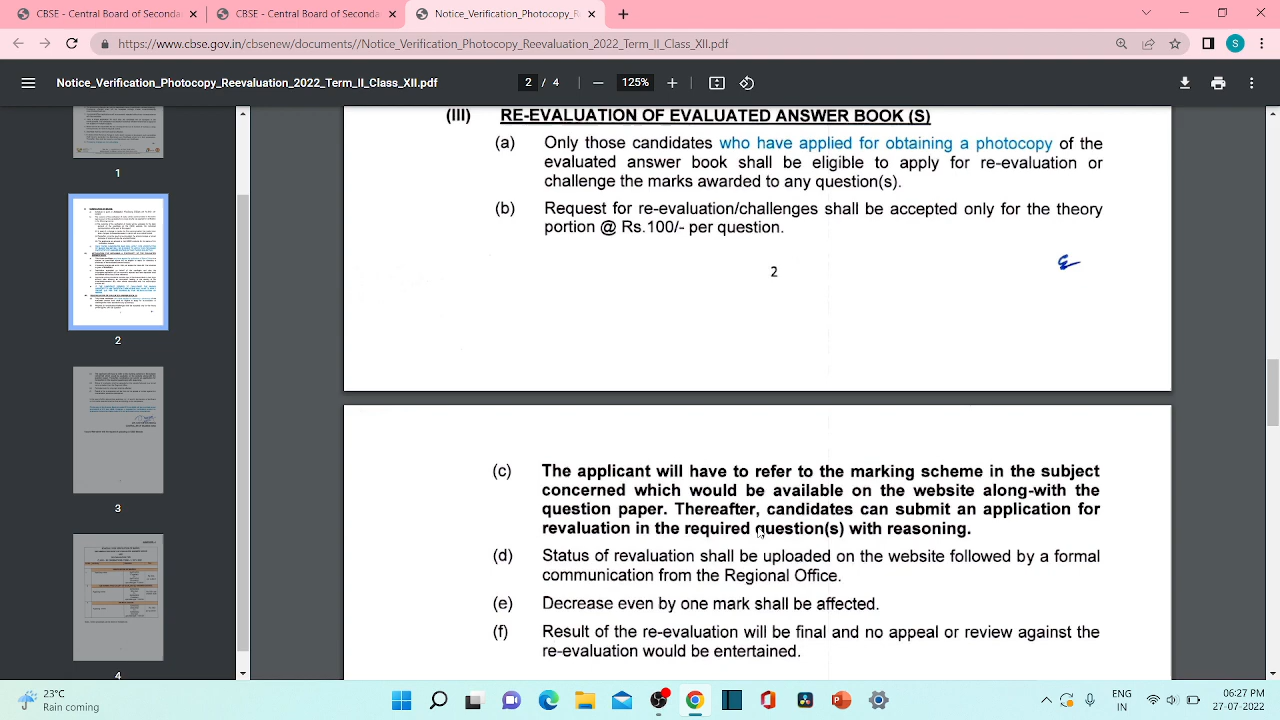 CBSE - Central Board of Seconda
CBSE - Central Board of Second
Notice_Verification_Photocopy_R
https://www.cbse.gov.in/cbsenew/documents//Notice_Verification_Photocopy_Reevaluation_2022_Term_II_Class_XII.pdf
S
Notice_Verification_Photocopy_Reevaluation_2022_Term_II_Class_XII.pdf
2 / 4
125%
1
2
3
4
(III) RE-EVALUATION OF EVALUATED ANSWER BOOK (S)
(a) Only those candidates who have applied for obtaining a photocopy of the
evaluated answer book shall be eligible to apply for re-evaluation or
challenge the marks awarded to any question(s).
(b) Request for re-evaluation/challenges shall be accepted only for the theory
portion @ Rs.100/- per question.
2
(c) The applicant will have to refer to the marking scheme in the subject
concerned which would be available on the website along-with the
question paper. Thereafter, candidates can submit an application for
revaluation in the required question(s) with reasoning.
(d) Status of revaluation shall be uploaded on the website followed by a formal
communication from the Regional Office.
(e) Decrease even by one mark shall be affected.
(f) Result of the re-evaluation will be final and no appeal or review against the
re-evaluation would be entertained.
23°C
Rain coming
ENG
IN
06:27 PM
27-07-2022